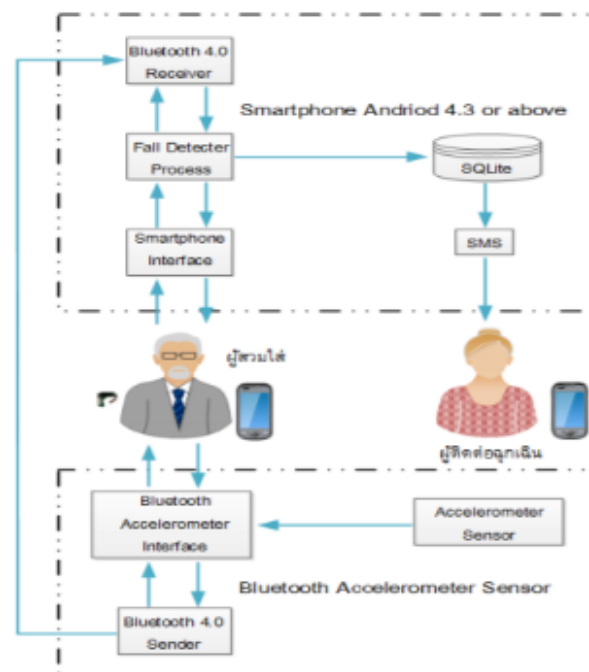 Bluetooth 4.0
Receiver
Smartphone Andriod 4.3 or above
Fall Detecter
Process
SQLite
Smartphone
Interface
SMS
ผู้สวมใส่
ผู้ติดต่อฉุกเฉิน
Bluetooth
Accelerometer
Interface
Accelerometer
Sensor
Bluetooth Accelerometer Sensor
Bluetooth 4.0
Sender